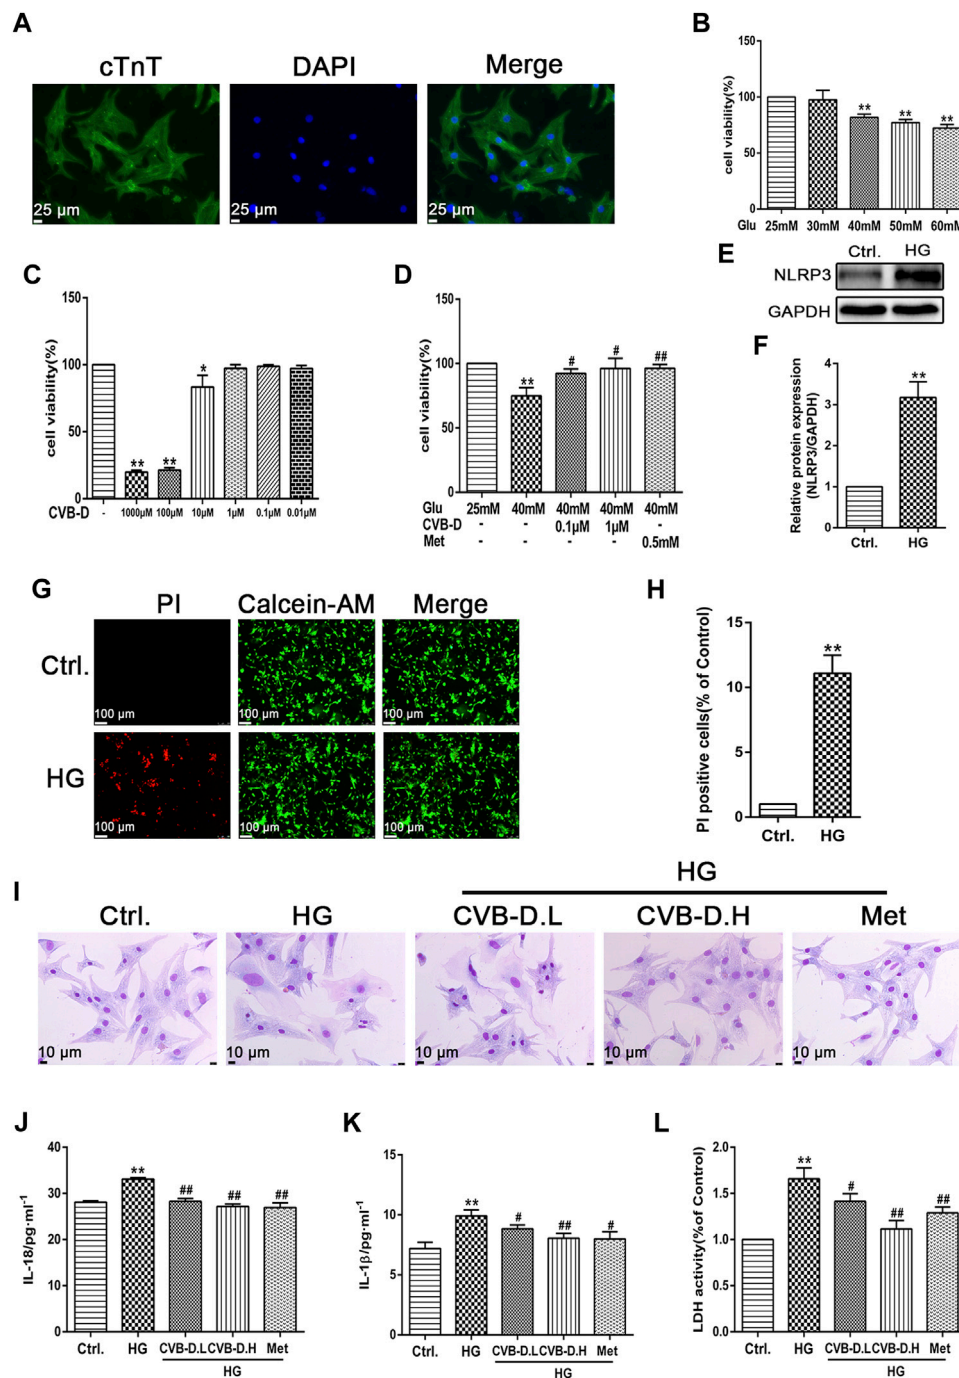 A
cTnT DAPI Merge
25 µm 25 µm 25 µm
B
cell viability(%)
150
100
50
0
** ** **
Glu 25mM 30mM 40mM 50mM 60mM
C
cell viability(%)
150
100
50
0
** ** *
CVB-D - 1000µM 100µM 10µM 1µM 0.1µM 0.01µM
D
cell viability(%)
150
100
50
0
** # # ##
Glu 25mM 40mM 40mM 40mM 40mM
CVB-D - - 0.1µM 1µM -
Met - - - - 0.5mM
E
Ctrl. HG
NLRP3
GAPDH
F
Relative protein expression
(NLRP3/GAPDH)
4
3
2
1
0
**
Ctrl. HG
G
PI Calcein-AM Merge
Ctrl.
100 µm 100 µm 100 µm
HG
100 µm 100 µm 100 µm
H
PI positive cells(% of Control)
15
10
5
0
**
Ctrl. HG
I
HG
Ctrl. HG CVB-D.L CVB-D.H Met
10 µm 10 µm 10 µm 10 µm 10 µm
J
IL-18/pg·ml-1
40
30
20
10
0
** ## ## ##
Ctrl. HG CVB-D.L CVB-D.H Met
HG
K
IL-1β/pg·ml-1
15
10
5
0
** # ## #
Ctrl. HG CVB-D.L CVB-D.H Met
HG
L
LDH activity(%of Control)
2.0
1.5
1.0
0.5
0.0
** # ## ##
Ctrl. HG CVB-D.L CVB-D.H Met
HG